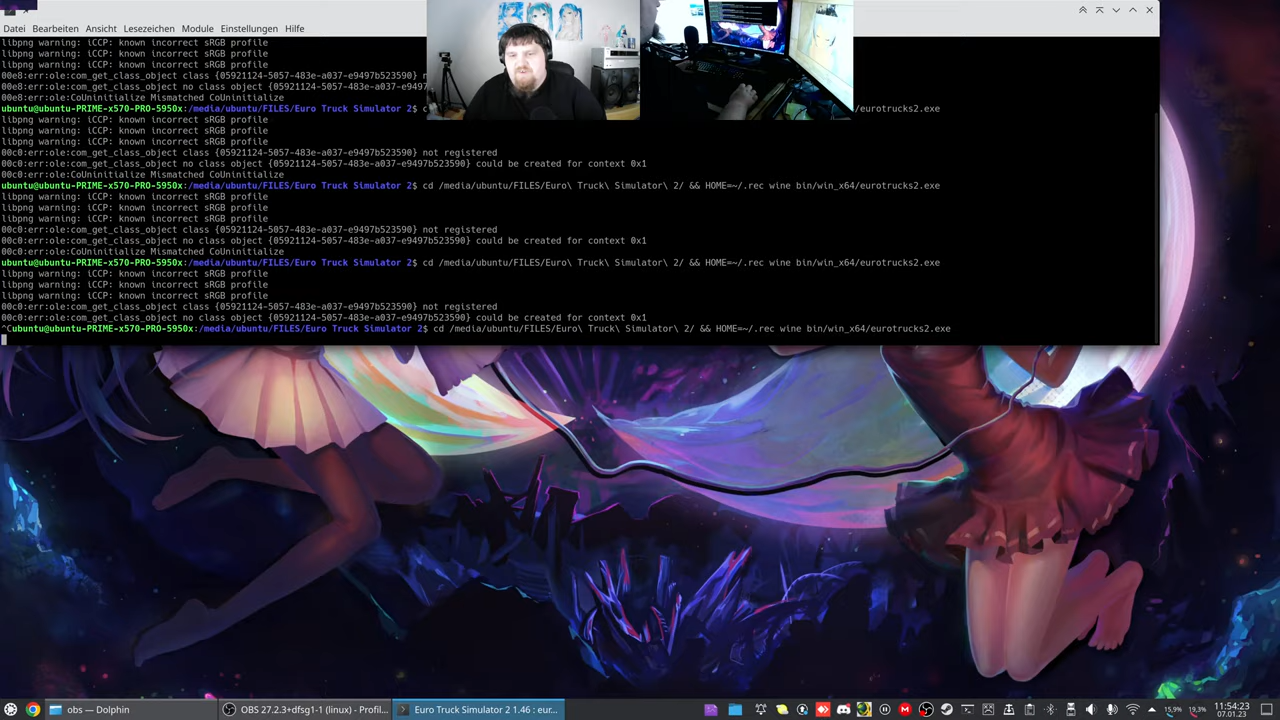 Datei Bearbeiten Ansicht Lesezeichen Module Einstellungen
libpng warning: iCCP: known incorrect sRGB profile
libpng warning: iCCP: known incorrect sRGB profile
libpng warning: iCCP: known incorrect sRGB profile
00e8:err:ole:com_get_class_object class {05921124-5057-483e-a037-e9497b523590}
00e8:err:ole:com_get_class_object no class object {05921124-5057-483e-a037-e9497
00e8:err:ole:CoUninitialize Mismatched CoUninitialize
ubuntu@ubuntu-PRIME-x570-PRO-5950x:/media/ubuntu/FILES/Euro Truck Simulator 2$ c /eurotrucks2.exe
libpng warning: iCCP: known incorrect sRGB profile
libpng warning: iCCP: known incorrect sRGB profile
libpng warning: iCCP: known incorrect sRGB profile
00c0:err:ole:com_get_class_object class {05921124-5057-483e-a037-e9497b523590} not registered
00c0:err:ole:com_get_class_object no class object {05921124-5057-483e-a037-e9497b523590} could be created for context 0x1
00c0:err:ole:CoUninitialize Mismatched CoUninitialize
ubuntu@ubuntu-PRIME-x570-PRO-5950x:/media/ubuntu/FILES/Euro Truck Simulator 2$ cd /media/ubuntu/FILES/Euro\ Truck\ Simulator\ 2/ && HOME=~/.rec wine bin/win_x64/eurotrucks2.exe
libpng warning: iCCP: known incorrect sRGB profile
libpng warning: iCCP: known incorrect sRGB profile
libpng warning: iCCP: known incorrect sRGB profile
00c0:err:ole:com_get_class_object class {05921124-5057-483e-a037-e9497b523590} not registered
00c0:err:ole:com_get_class_object no class object {05921124-5057-483e-a037-e9497b523590} could be created for context 0x1
00c0:err:ole:CoUninitialize Mismatched CoUninitialize
ubuntu@ubuntu-PRIME-x570-PRO-5950x:/media/ubuntu/FILES/Euro Truck Simulator 2$ cd /media/ubuntu/FILES/Euro\ Truck\ Simulator\ 2/ && HOME=~/.rec wine bin/win_x64/eurotrucks2.exe
libpng warning: iCCP: known incorrect sRGB profile
libpng warning: iCCP: known incorrect sRGB profile
libpng warning: iCCP: known incorrect sRGB profile
00c0:err:ole:com_get_class_object class {05921124-5057-483e-a037-e9497b523590} not registered
00c0:err:ole:com_get_class_object no class object {05921124-5057-483e-a037-e9497b523590} could be created for context 0x1
^Cubuntu@ubuntu-PRIME-x570-PRO-5950x:/media/ubuntu/FILES/Euro Truck Simulator 2$ cd /media/ubuntu/FILES/Euro\ Truck\ Simulator\ 2/ && HOME=~/.rec wine bin/win_x64/eurotrucks2.exe
obs — Dolphin
OBS 27.2.3+dfsg1-1 (linux) - Profil...
Euro Truck Simulator 2 1.46 : eur...
15,9%
19,3%
11:54:23
07.01.23